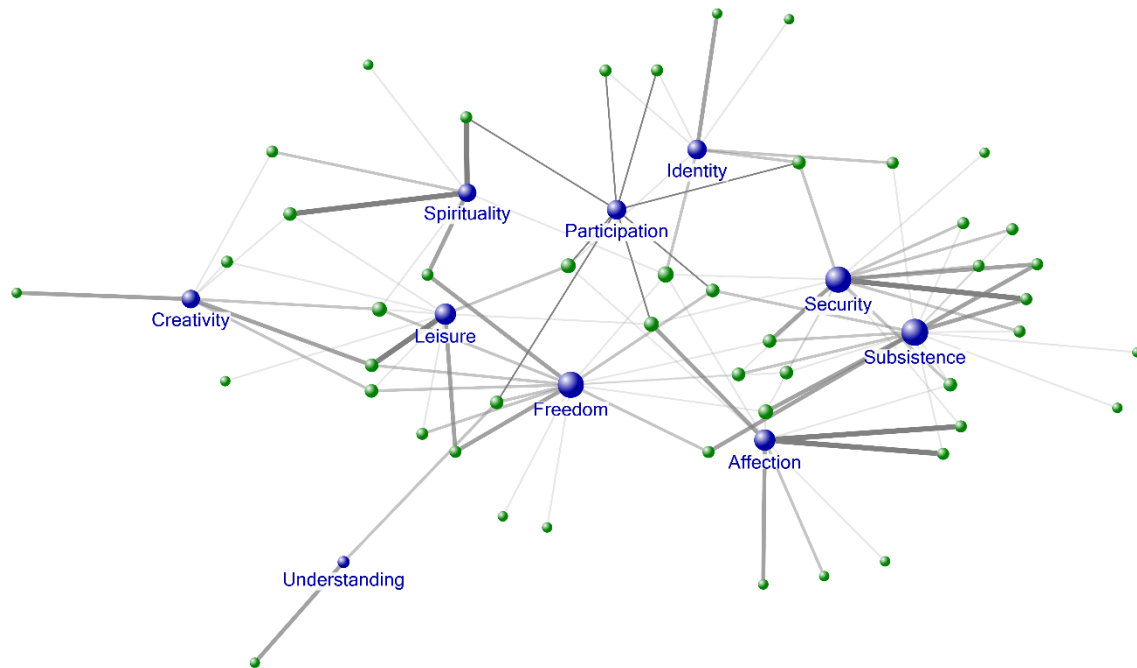 Identity
Spirituality
Participation
Security
Creativity
Leisure
Subsistence
Freedom
Affection
Understanding